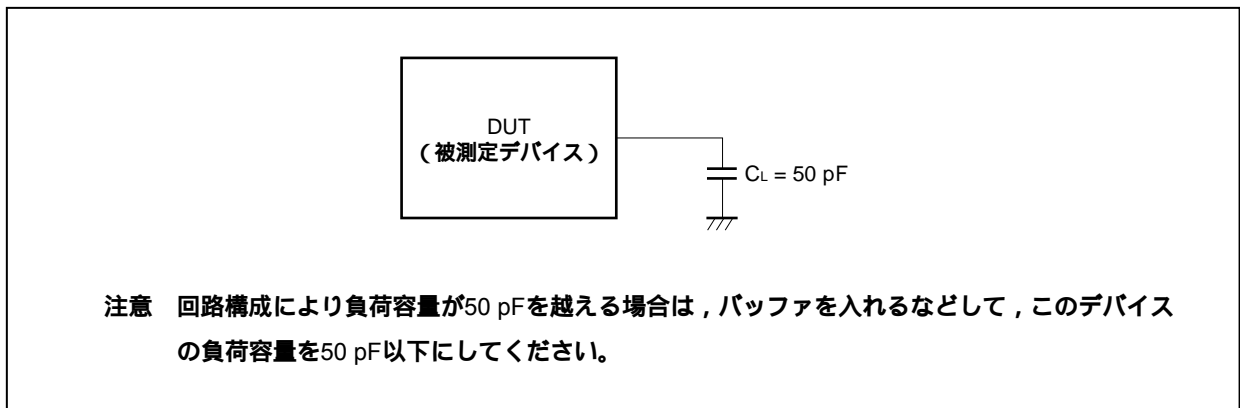 DUT
（被測定デバイス）
CL = 50 pF
注意　回路構成により負荷容量が50 pFを越える場合は，バッファを入れるなどして，このデバイス
の負荷容量を50 pF以下にしてください。